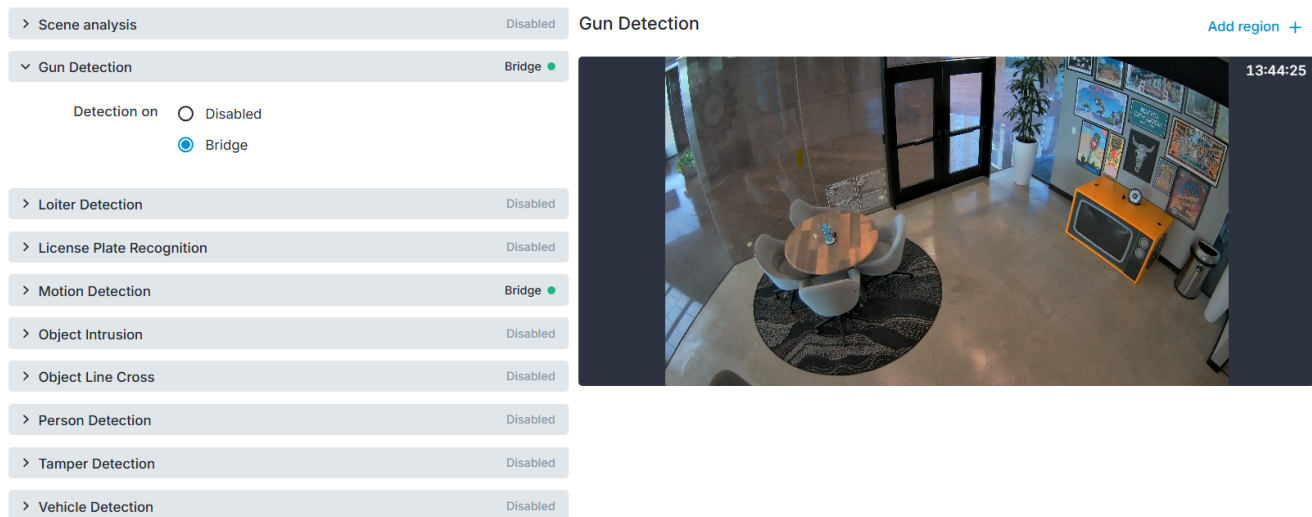 Scene analysis Disabled
Gun Detection Bridge
Detection on Disabled
Bridge
Loiter Detection Disabled
License Plate Recognition Disabled
Motion Detection Bridge
Object Intrusion Disabled
Object Line Cross Disabled
Person Detection Disabled
Tamper Detection Disabled
Vehicle Detection Disabled
Gun Detection
Add region +
13:44:25